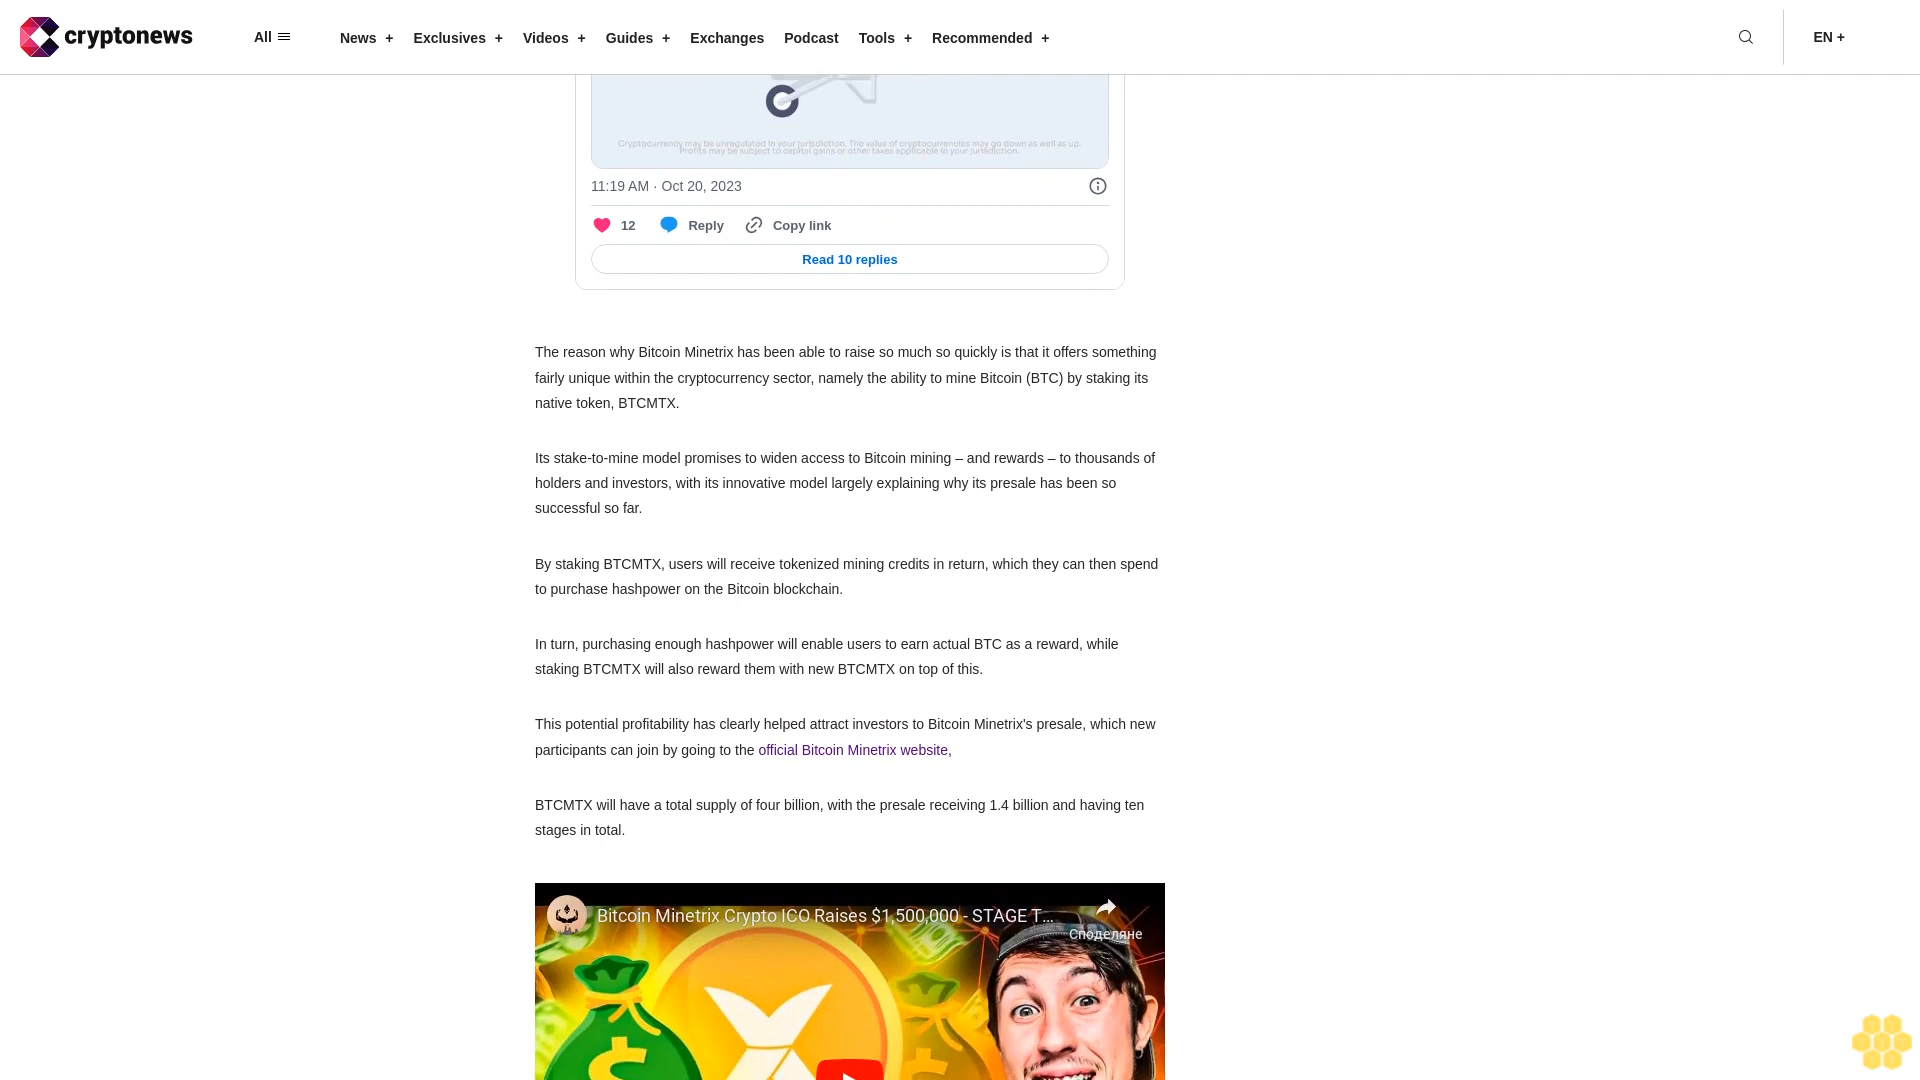 cryptonews
All
News +
Exclusives +
Videos +
Guides +
Exchanges
Podcast
Tools +
Recommended +
EN +
Cryptocurrency may be unregulated in your jurisdiction. The value of cryptocurrencies may go down as well as up.
Profits may be subject to capital gains or other taxes applicable in your jurisdiction.
11:19 AM · Oct 20, 2023
12
Reply
Copy link
Read 10 replies
The reason why Bitcoin Minetrix has been able to raise so much so quickly is that it offers something
fairly unique within the cryptocurrency sector, namely the ability to mine Bitcoin (BTC) by staking its
native token, BTCMTX.
Its stake-to-mine model promises to widen access to Bitcoin mining – and rewards – to thousands of
holders and investors, with its innovative model largely explaining why its presale has been so
successful so far.
By staking BTCMTX, users will receive tokenized mining credits in return, which they can then spend
to purchase hashpower on the Bitcoin blockchain.
In turn, purchasing enough hashpower will enable users to earn actual BTC as a reward, while
staking BTCMTX will also reward them with new BTCMTX on top of this.
This potential profitability has clearly helped attract investors to Bitcoin Minetrix's presale, which new
participants can join by going to the official Bitcoin Minetrix website,
BTCMTX will have a total supply of four billion, with the presale receiving 1.4 billion and having ten
stages in total.
Bitcoin Minetrix Crypto ICO Raises $1,500,000 - STAGE T...
Споделяне